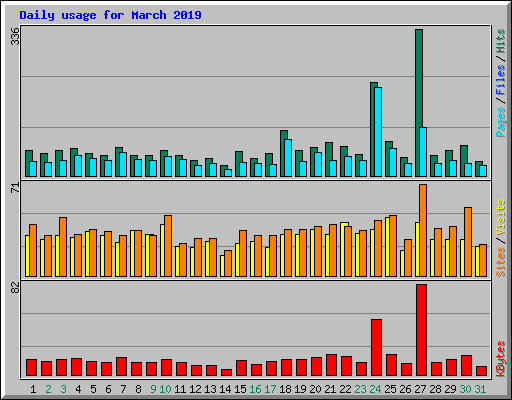 Daily usage for March 2019
336
Pages / Files / Hits
71
Sites / Visits
82
KBytes
1 2 3 4 5 6 7 8 9 10 11 12 13 14 15 16 17 18 19 20 21 22 23 24 25 26 27 28 29 30 31